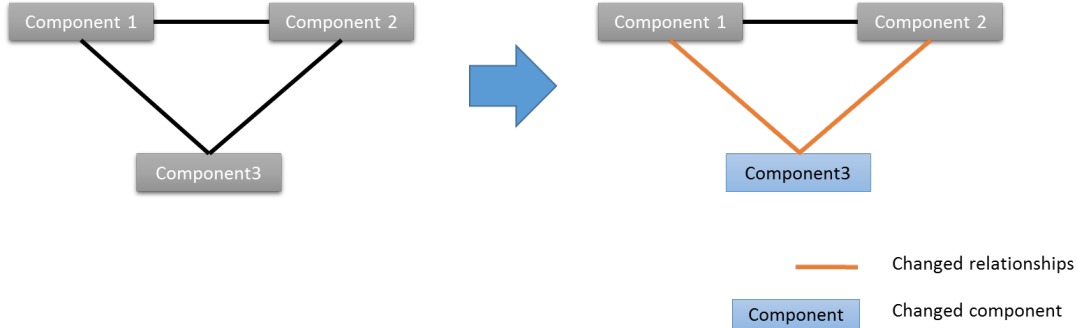 Component 1
Component 2
Component3
Component 1
Component 2
Component3
Changed relationships
Component
Changed component